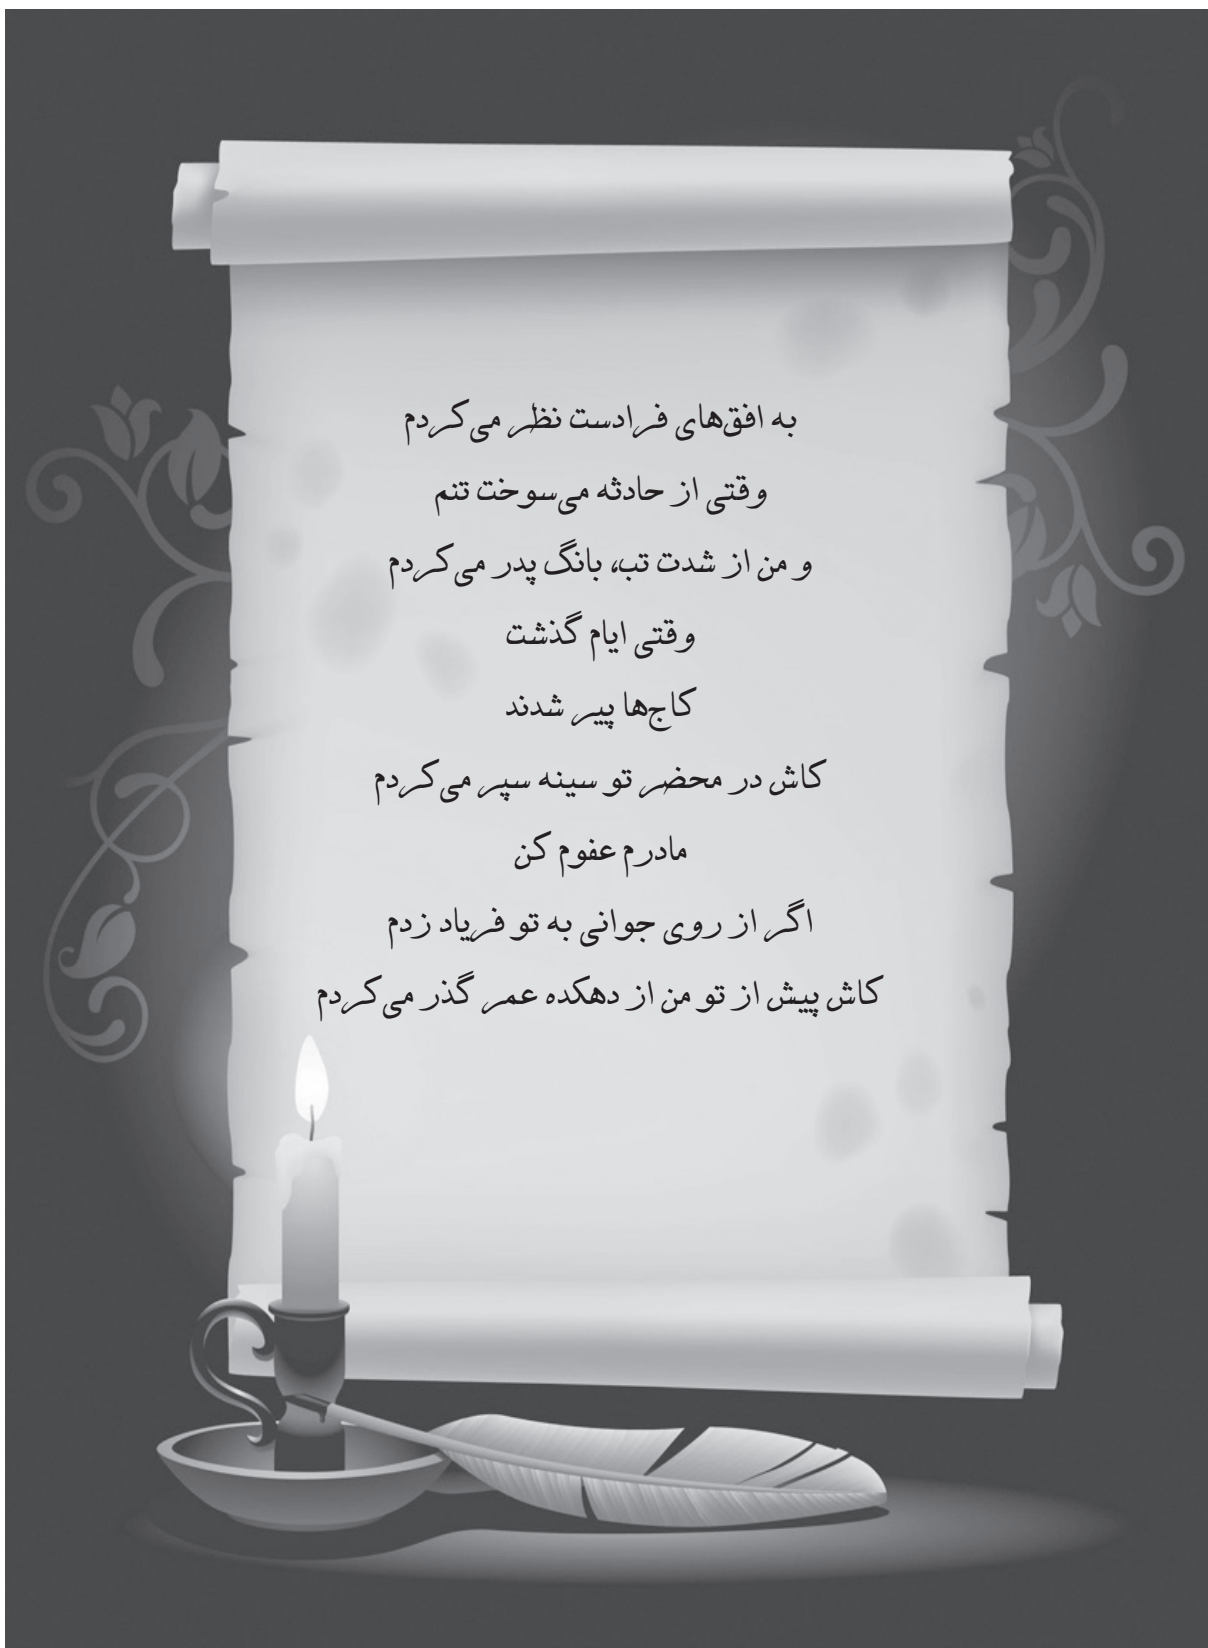 به افق‌های فرادست نظر می‌کردم
وقتی از حادثه می‌سوخت تنم
و من از شدت تب، بانگ پدر می‌کردم
وقتی ایام گذشت
کاج‌ها پیر شدند
کاش در محضر تو سینه سپر می‌کردم
مادرم عفوم کن
اگر از روی جوانی به تو فریاد زدم
کاش پیش از تو من از دهکده عمر گذر می‌کردم